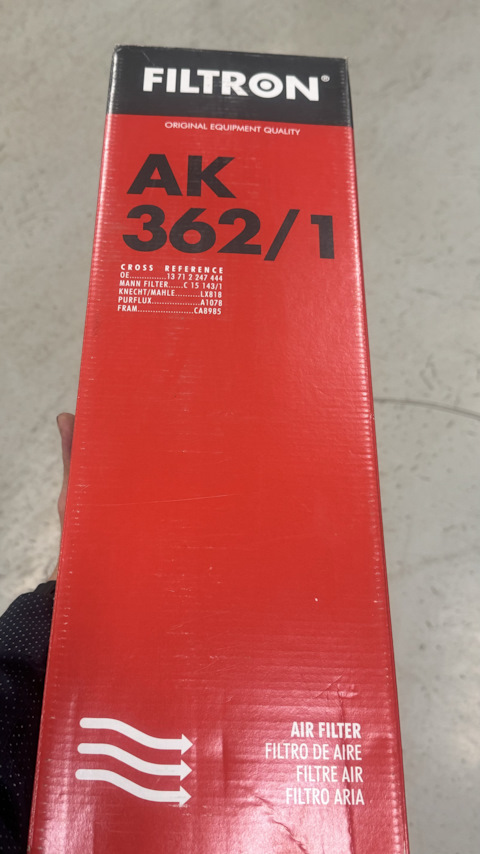 FILTRON®
ORIGINAL EQUIPMENT QUALITY
AK
362/1
CROSS REFERENCE
OE...............13 71 2 247 444
MANN FILTER......C 15 143/1
KNECHT/MAHLE..........LX818
PURFLUX...................A1078
FRAM......................CA8985
AIR FILTER
FILTRO DE AIRE
FILTRE AIR
FILTRO ARIA